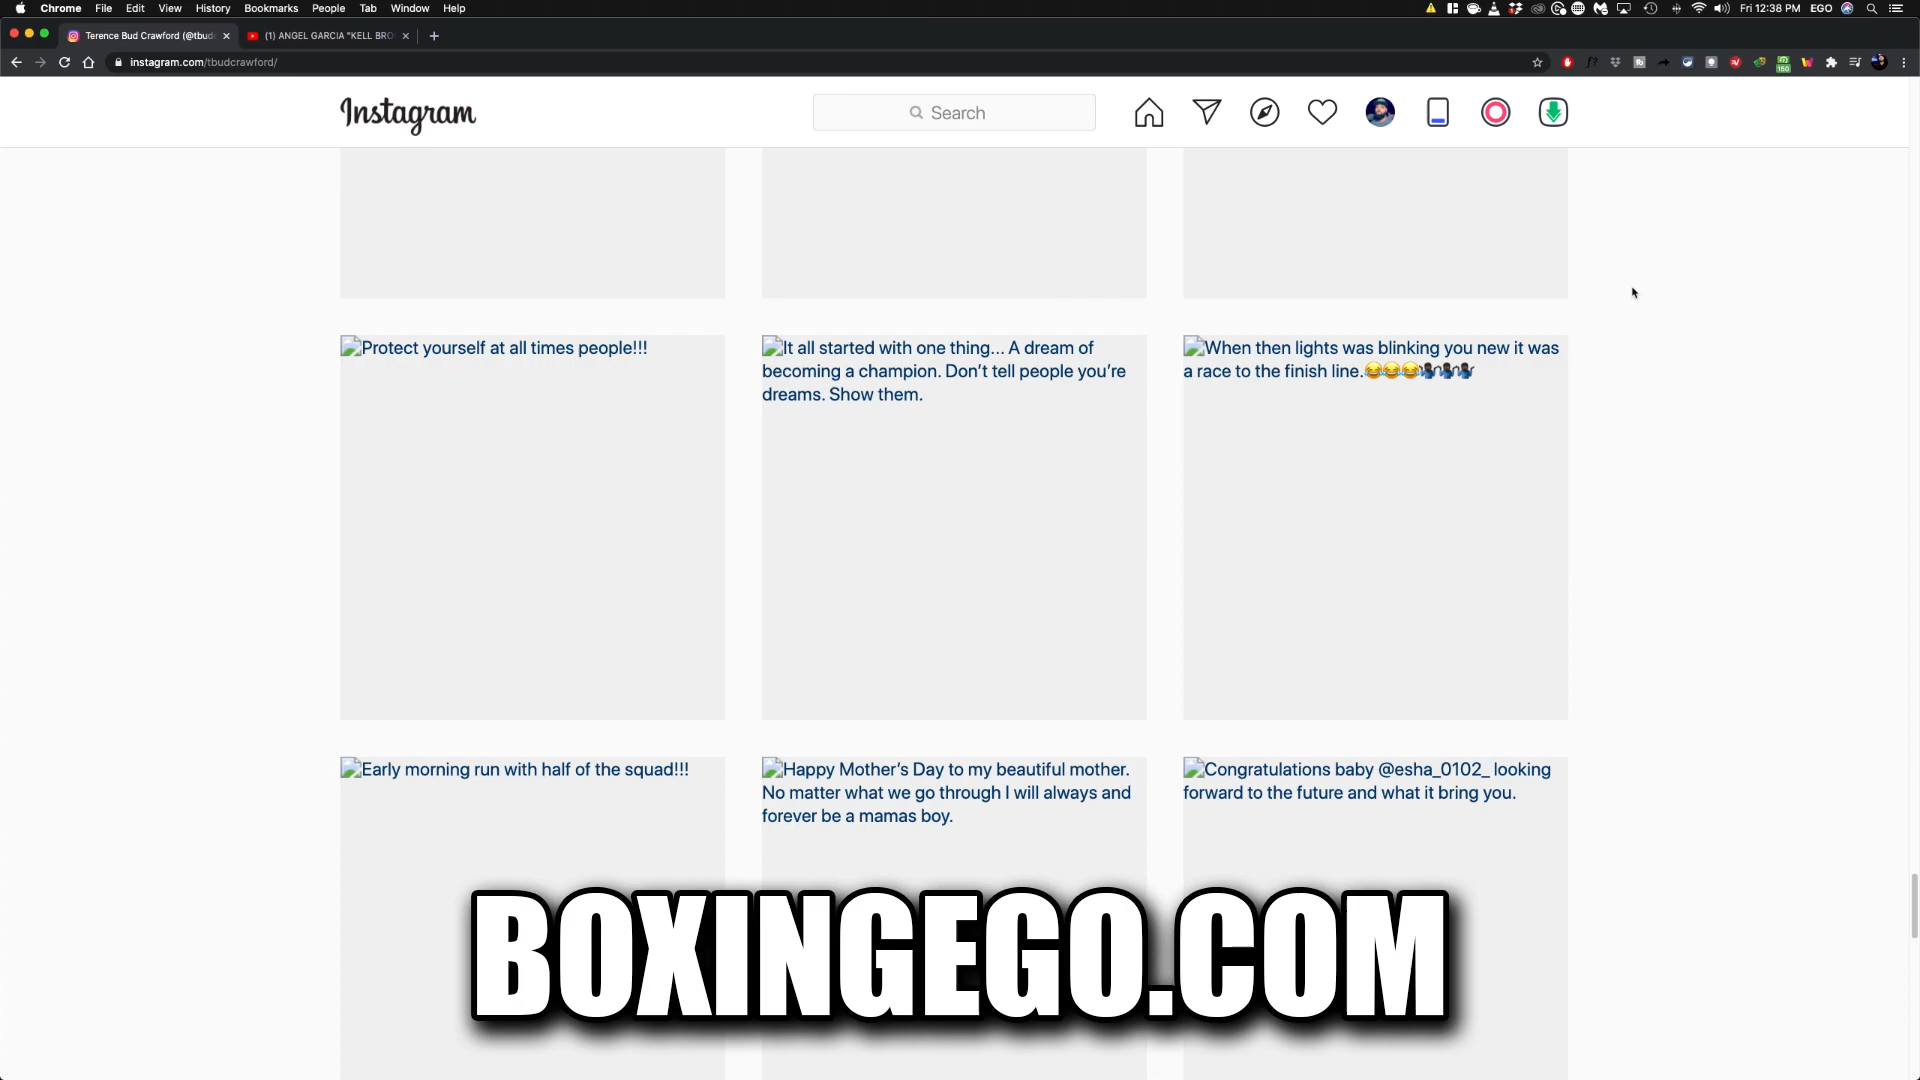 Chrome File Edit View History Bookmarks People Tab Window Help
Fri 12:38 PM EGO
Terence Bud Crawford (@tbud
(1) ANGEL GARCIA "KELL BRO
instagram.com/tbudcrawford/
150
Instagram
Search
Protect yourself at all times people!!!
It all started with one thing... A dream of
becoming a champion. Don’t tell people you’re
dreams. Show them.
When then lights was blinking you new it was
a race to the finish line.😂😂😂🤷🏿‍♂️🤷🏿‍♂️🤷🏿‍♂️
Early morning run with half of the squad!!!
Happy Mother’s Day to my beautiful mother.
No matter what we go through I will always and
forever be a mamas boy.
Congratulations baby @esha_0102_ looking
forward to the future and what it bring you.
BOXINGEGO.COM